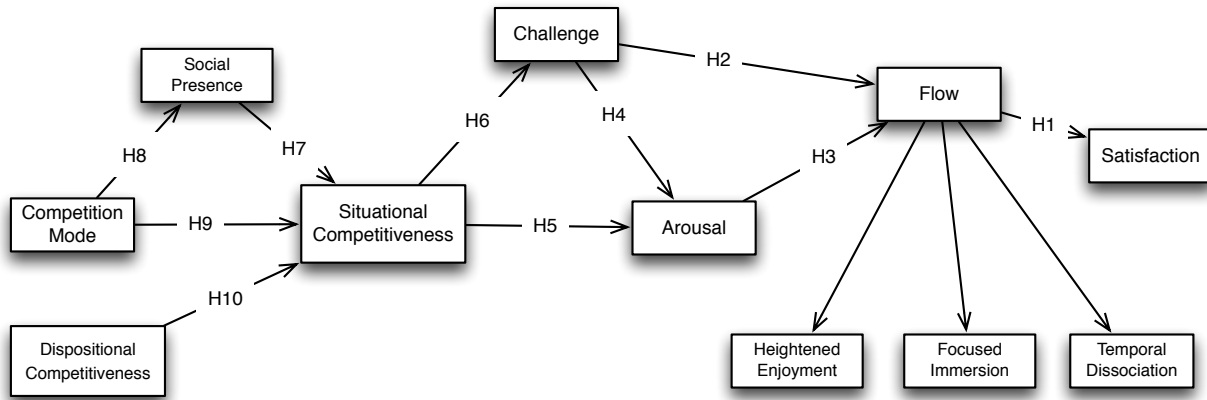 Challenge
H2
Social
Presence
Flow
H6
H4
H1
H7
H3
H8
Satisfaction
Competition
Mode
H9
Situational
Competitiveness
H5
Arousal
H10
Dispositional
Competitiveness
Heightened
Enjoyment
Focused
Immersion
Temporal
Dissociation